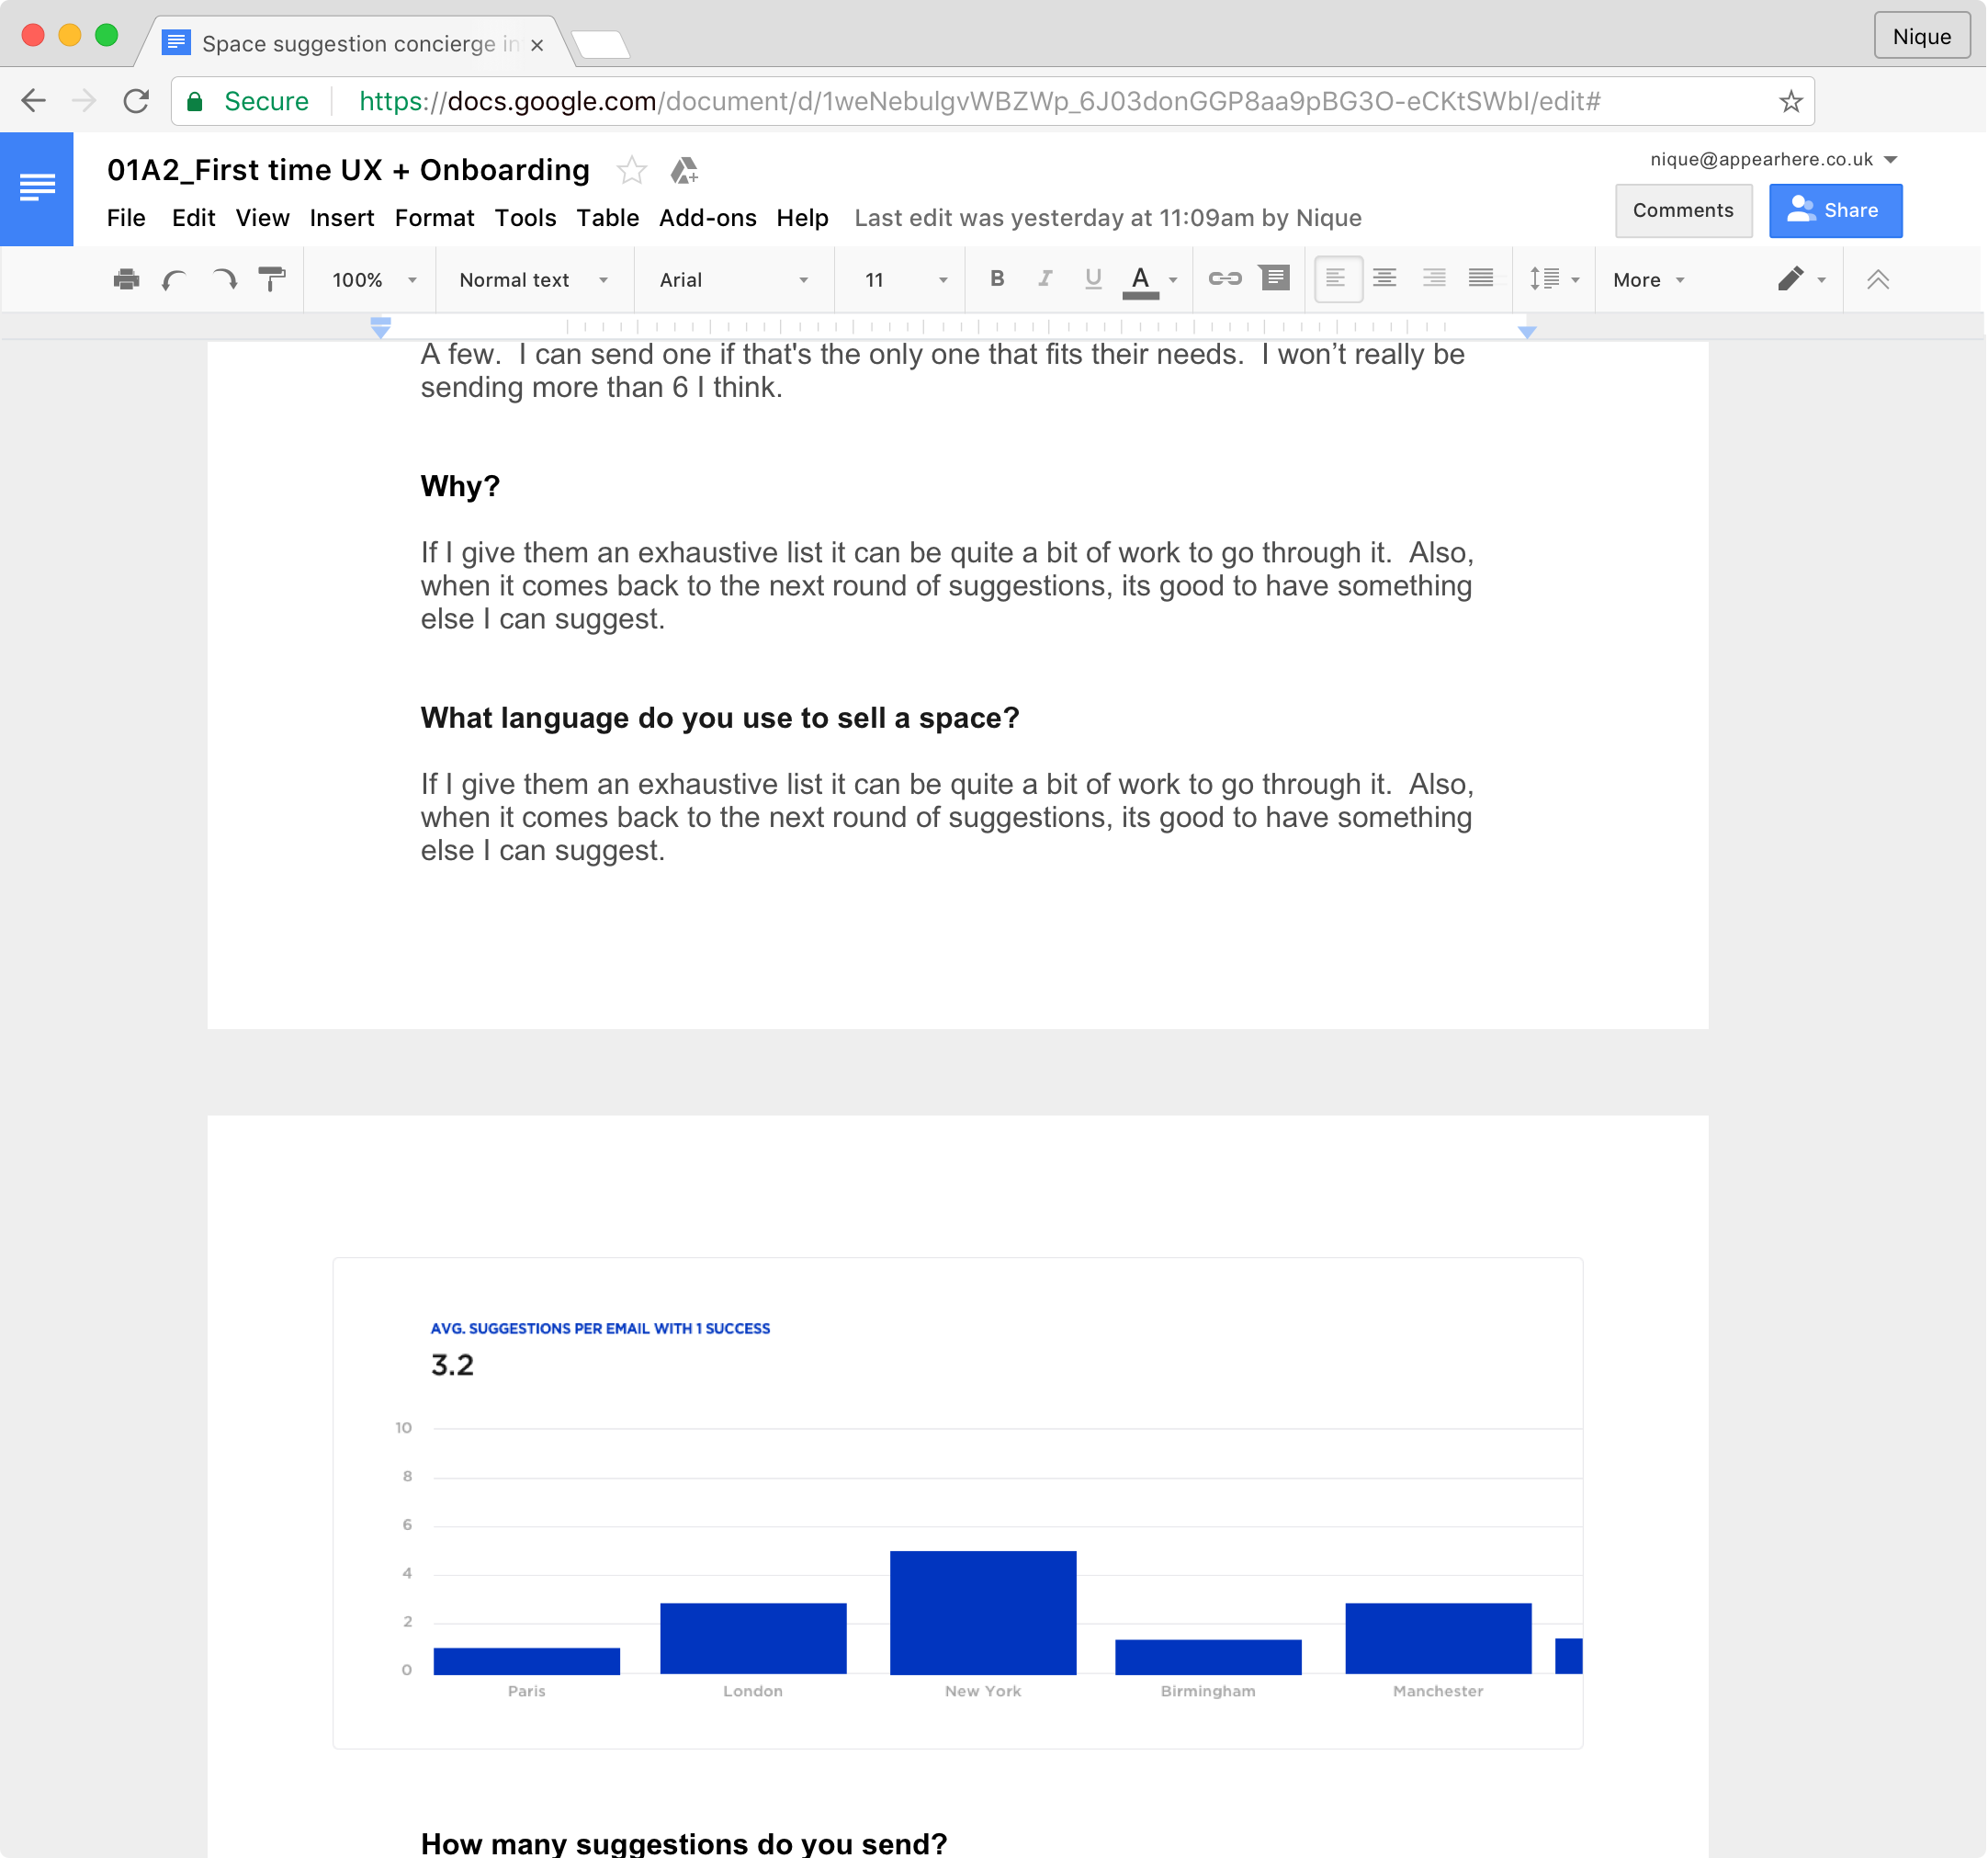 Space suggestion concierge in
Nique
Secure https://docs.google.com/document/d/1weNebulgvWBZWp_6J03donGGP8aa9pBG3O-eCKtSWbI/edit#
01A2_First time UX + Onboarding
nique@appearhere.co.uk
File Edit View Insert Format Tools Table Add-ons Help Last edit was yesterday at 11:09am by Nique
Comments Share
100% Normal text Arial 11 B I U A More
A few.  I can send one if that's the only one that fits their needs.  I won’t really be
sending more than 6 I think.
Why?
If I give them an exhaustive list it can be quite a bit of work to go through it.  Also,
when it comes back to the next round of suggestions, its good to have something
else I can suggest.
What language do you use to sell a space?
If I give them an exhaustive list it can be quite a bit of work to go through it.  Also,
when it comes back to the next round of suggestions, its good to have something
else I can suggest.
AVG. SUGGESTIONS PER EMAIL WITH 1 SUCCESS
3.2
10
8
6
4
2
0
Paris London New York Birmingham Manchester
How many suggestions do you send?